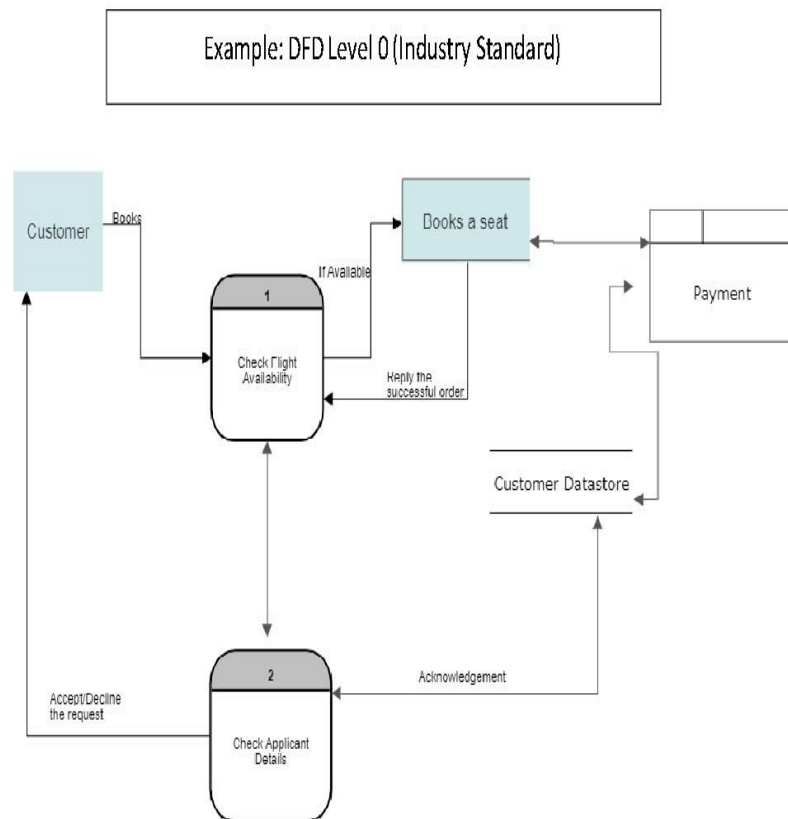 Example: DFD Level 0 (Industry Standard)
Customer
Books
Books a seat
If Available
1
Check Flight
Availability
Payment
Reply the
successful order
Customer Datastore
2
Acknowledgement
Accept/Decline
the request
Check Applicant
Details